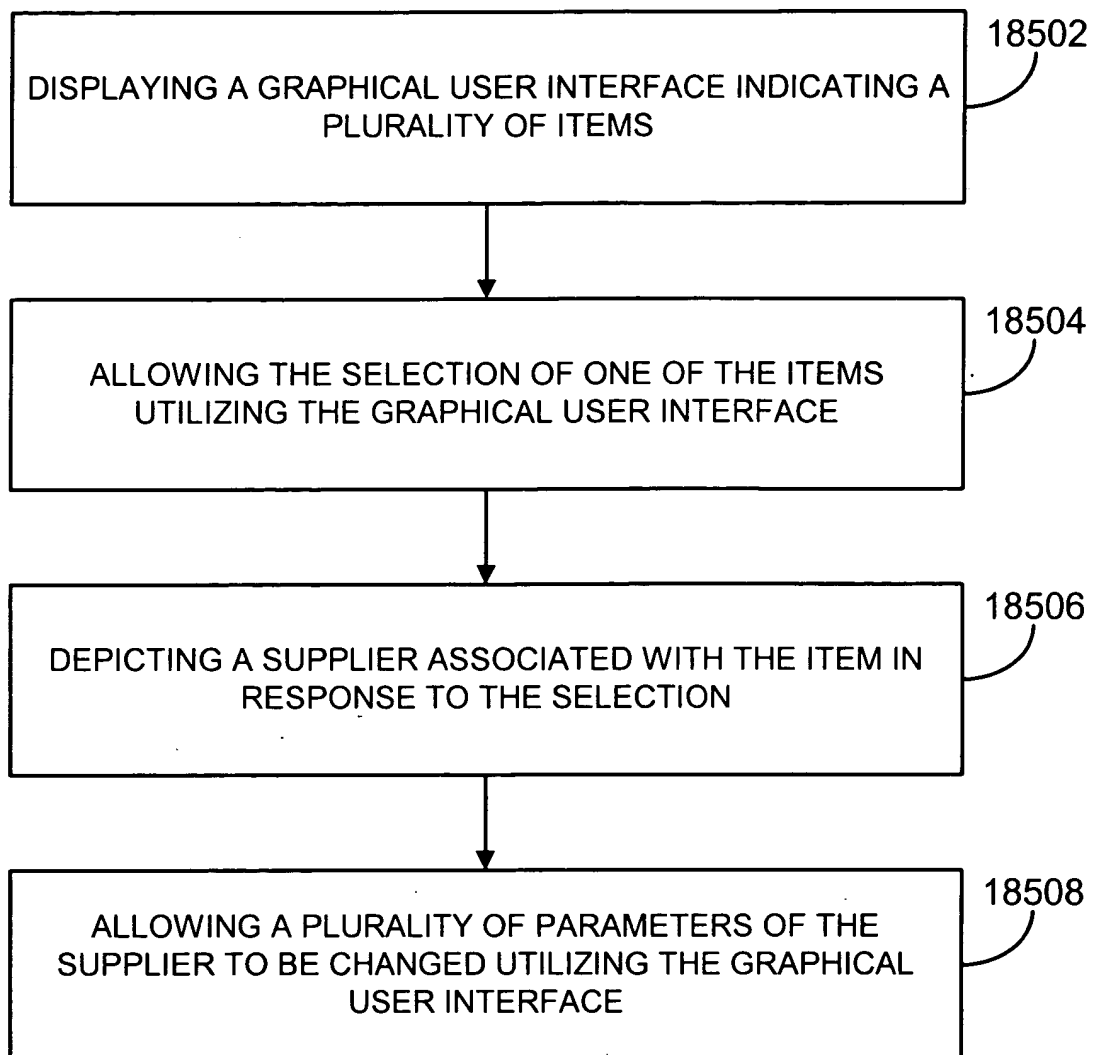 18502
DISPLAYING A GRAPHICAL USER INTERFACE INDICATING A
PLURALITY OF ITEMS
18504
ALLOWING THE SELECTION OF ONE OF THE ITEMS
UTILIZING THE GRAPHICAL USER INTERFACE
18506
DEPICTING A SUPPLIER ASSOCIATED WITH THE ITEM IN
RESPONSE TO THE SELECTION
18508
ALLOWING A PLURALITY OF PARAMETERS OF THE
SUPPLIER TO BE CHANGED UTILIZING THE GRAPHICAL
USER INTERFACE